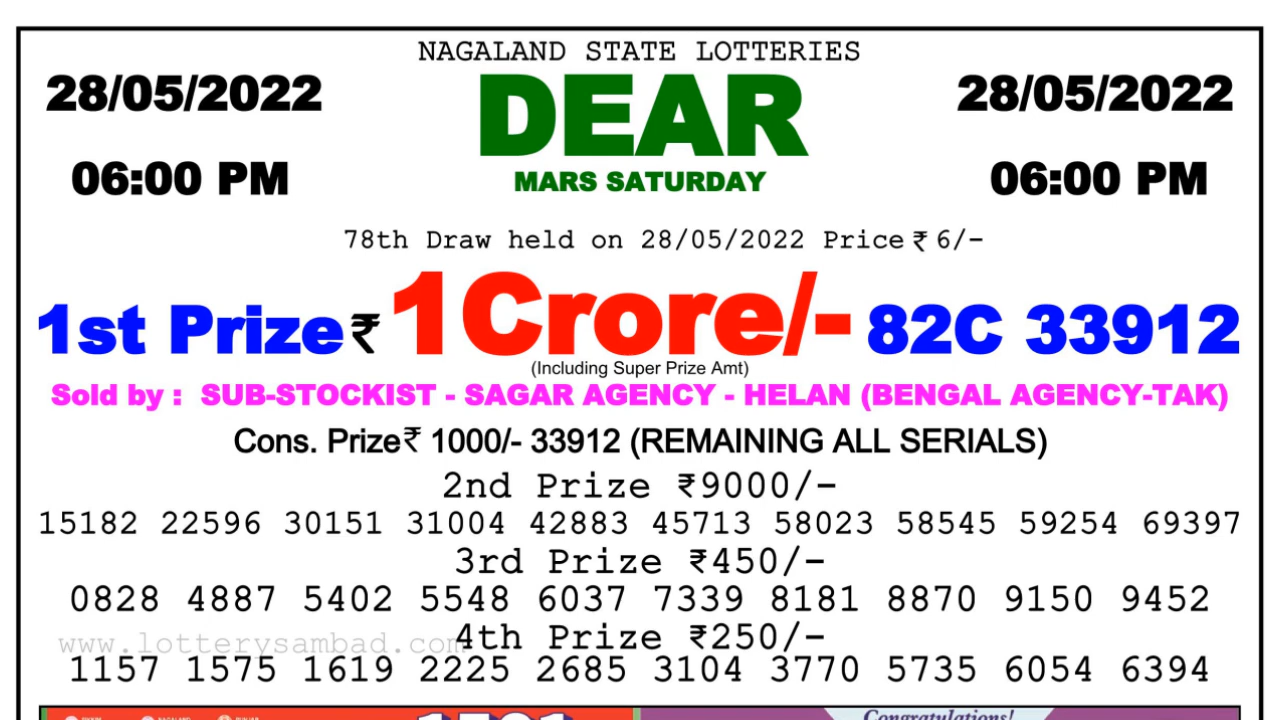 NAGALAND STATE LOTTERIES
28/05/2022 DEAR 28/05/2022
06:00 PM MARS SATURDAY 06:00 PM
78th Draw held on 28/05/2022 Price ₹ 6/-
1st Prize ₹ 1Crore/- 82C 33912
(Including Super Prize Amt)
Sold by : SUB-STOCKIST - SAGAR AGENCY - HELAN (BENGAL AGENCY-TAK)
Cons. Prize ₹ 1000/- 33912 (REMAINING ALL SERIALS)
2nd Prize ₹9000/-
15182 22596 30151 31004 42883 45713 58023 58545 59254 69397
3rd Prize ₹450/-
0828 4887 5402 5548 6037 7339 8181 8870 9150 9452
www.lotterysambad.com 4th Prize ₹250/-
1157 1575 1619 2225 2685 3104 3770 5735 6054 6394
Congratulations!